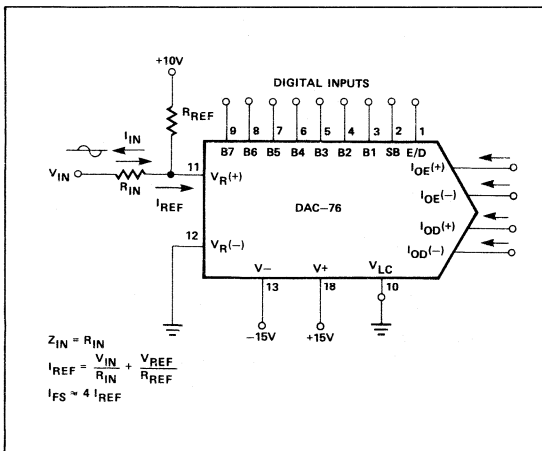 +10V
DIGITAL INPUTS
R_REF
9 8 7 6 5 4 3 2 1
B7 B6 B5 B4 B3 B2 B1 SB E/D
I_IN
V_IN
R_IN
11
V_R(+)
I_REF
DAC-76
I_OE(+)
I_OE(-)
I_OD(+)
I_OD(-)
12
V_R(-)
V- V+ V_LC
13 18 10
-15V +15V
Z_IN = R_IN
I_REF = V_IN/R_IN + V_REF/R_REF
I_FS ≈ 4 I_REF